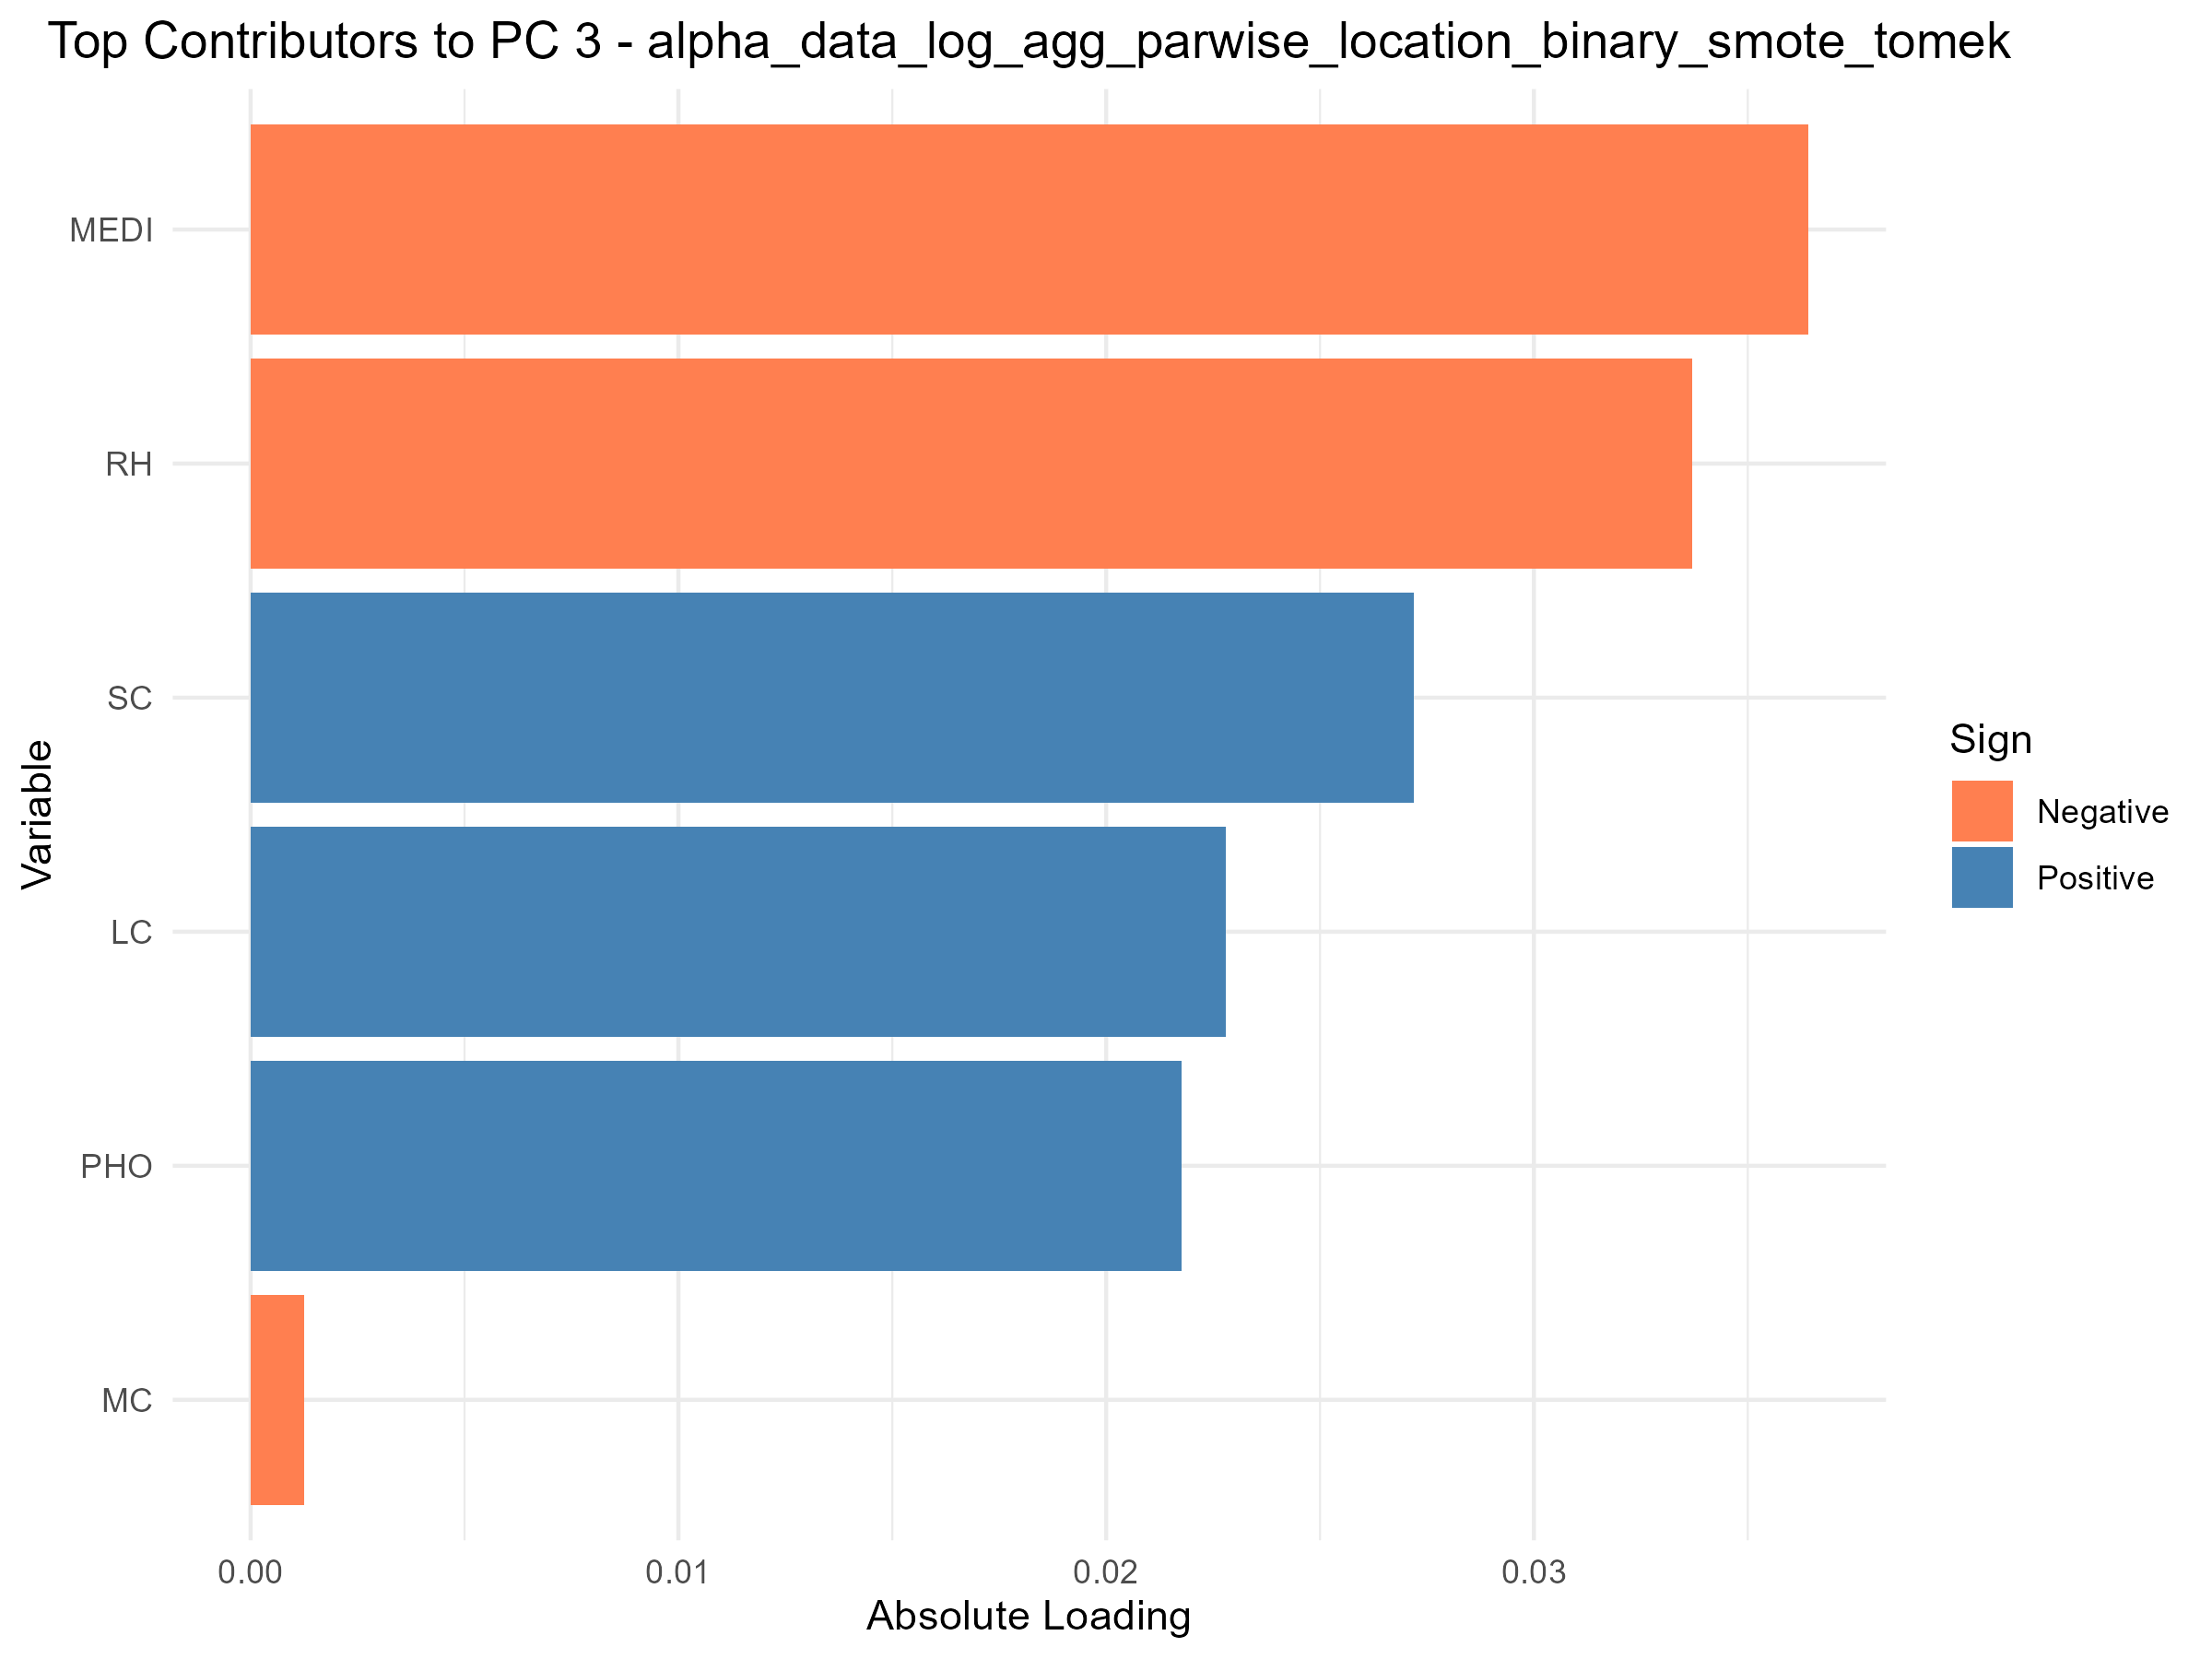 Top Contributors to PC 3 - alpha_data_log_agg_parwise_location_binary_smote_tomek
MEDI
RH
SC
LC
PHO
MC
Variable
0.00 0.01 0.02 0.03
Absolute Loading
Sign
Negative
Positive